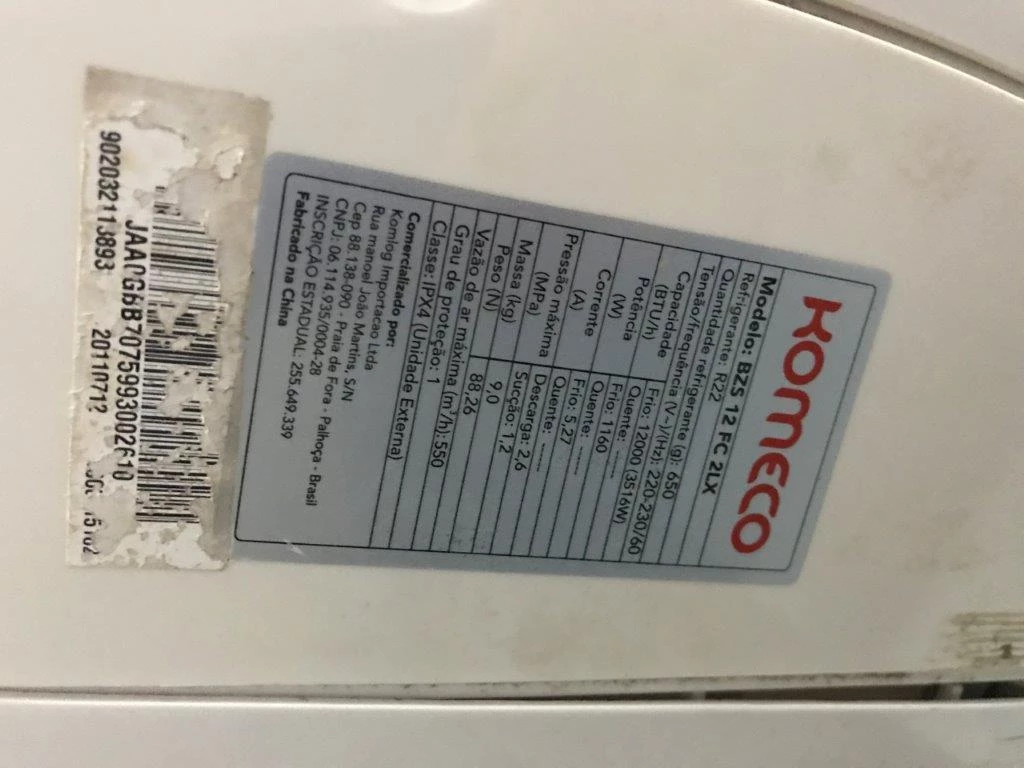 KOMECO
Modelo: BZS 12 FC 2LX
Refrigerante: R22
Quantidade refrigerante (g): 650
Tensão/frequência (V~)/(Hz): 220-230/60
Capacidade (BTU/h) Frio: 12000 (3516W)
Quente: -----
Potência (W) Frio: 1160
Quente: -----
Corrente (A) Frio: 5,27
Quente: -----
Pressão máxima (MPa) Descarga: 2,6
Sucção: 1,2
Massa (kg) 9,0
Peso (N) 88,26
Vazão de ar máxima (m³/h): 550
Grau de proteção: 1
Classe: IPX4 (Unidade Externa)
Comercializado por:
Komlog Importacao Ltda
Rua manoel João Martins, S/N
Cep 88.138-090 - Praia de Fora - Palhoça - Brasil
CNPJ: 06.114.935/0004-28
INSCRIÇÃO ESTADUAL: 255.649.339
Fabricado na China
JAACGBB7075993002610
20110712